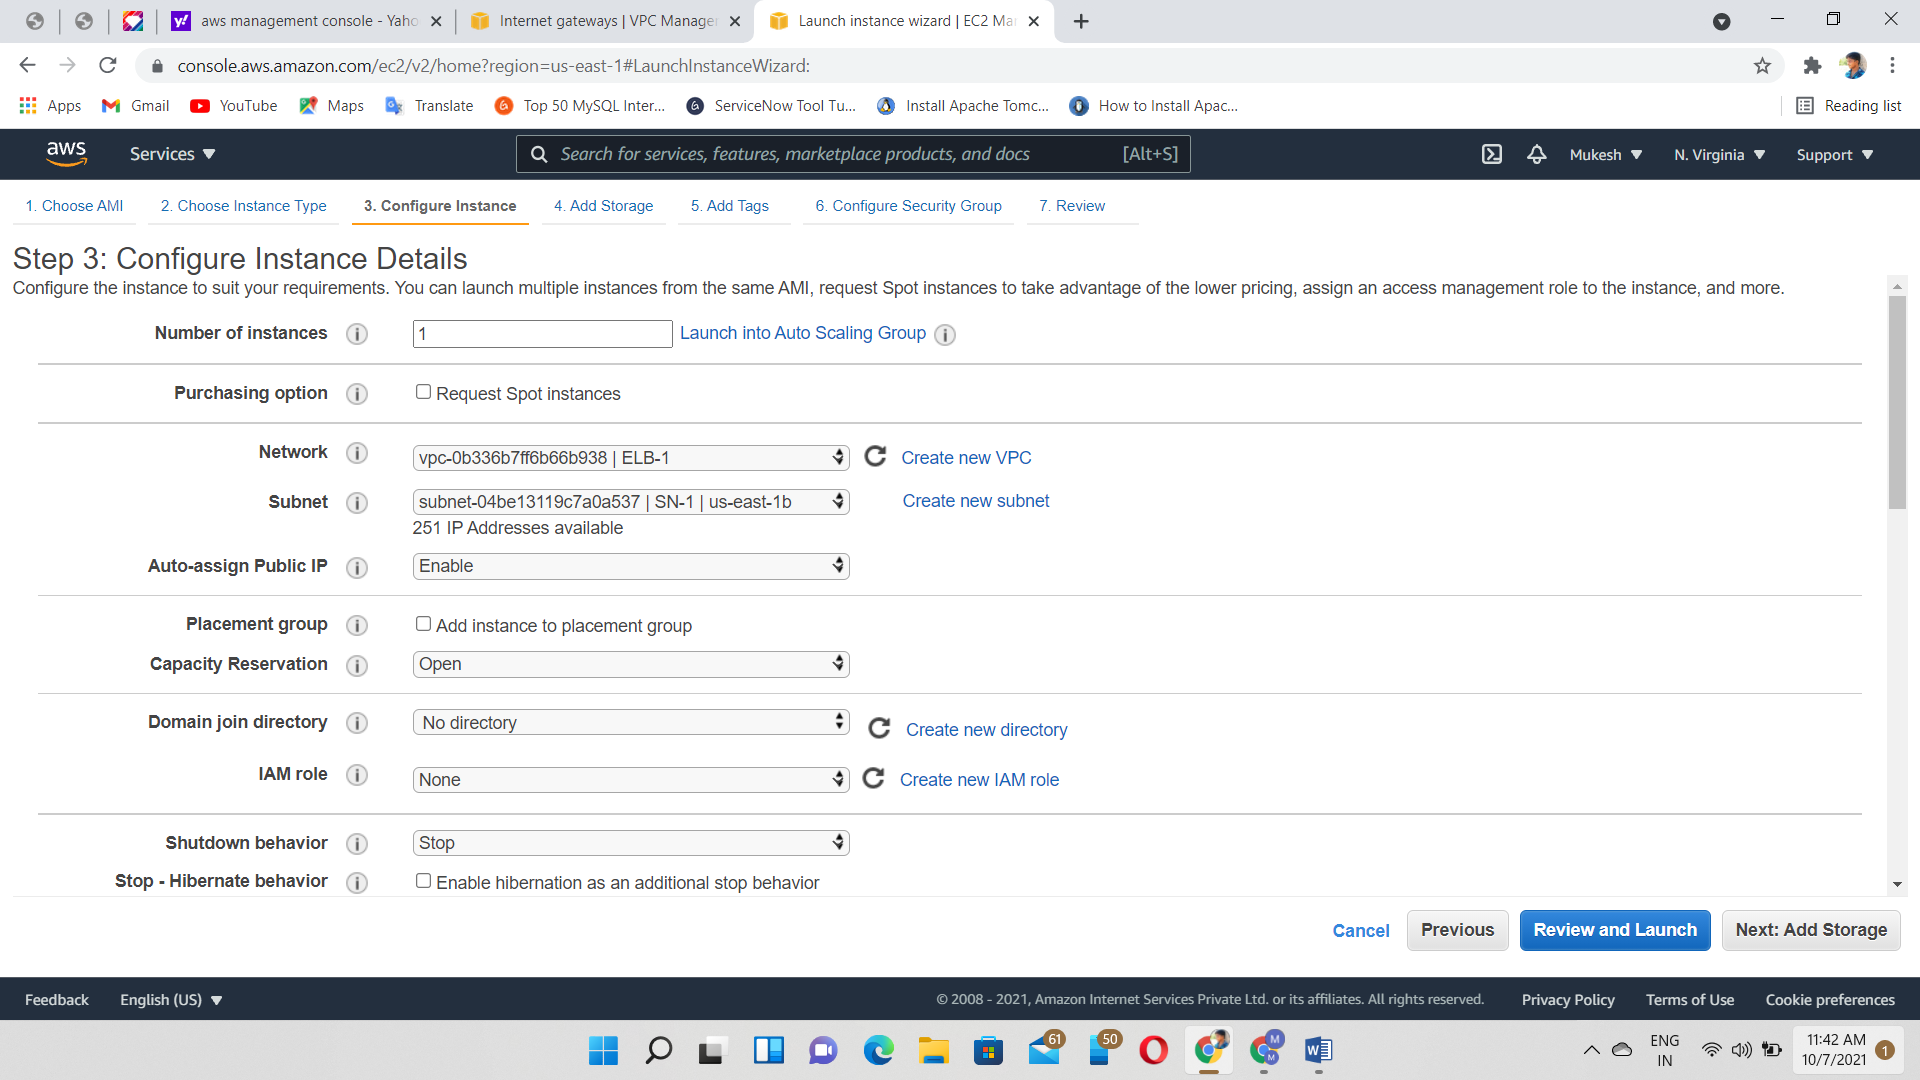 aws management console - Yaho
Internet gateways | VPC Manage
Launch instance wizard | EC2 Ma
console.aws.amazon.com/ec2/v2/home?region=us-east-1#LaunchInstanceWizard:
Apps
Gmail
YouTube
Maps
Translate
Top 50 MySQL Inter...
ServiceNow Tool Tu...
Install Apache Tomc...
How to Install Apac...
Reading list
aws
Services
Search for services, features, marketplace products, and docs
[Alt+S]
Mukesh
N. Virginia
Support
1. Choose AMI
2. Choose Instance Type
3. Configure Instance
4. Add Storage
5. Add Tags
6. Configure Security Group
7. Review
Step 3: Configure Instance Details
Configure the instance to suit your requirements. You can launch multiple instances from the same AMI, request Spot instances to take advantage of the lower pricing, assign an access management role to the instance, and more.
Number of instances
1
Launch into Auto Scaling Group
Purchasing option
Request Spot instances
Network
vpc-0b336b7ff6b66b938 | ELB-1
Create new VPC
Subnet
subnet-04be13119c7a0a537 | SN-1 | us-east-1b
Create new subnet
251 IP Addresses available
Auto-assign Public IP
Enable
Placement group
Add instance to placement group
Capacity Reservation
Open
Domain join directory
No directory
Create new directory
IAM role
None
Create new IAM role
Shutdown behavior
Stop
Stop - Hibernate behavior
Enable hibernation as an additional stop behavior
Cancel
Previous
Review and Launch
Next: Add Storage
Feedback
English (US)
© 2008 - 2021, Amazon Internet Services Private Ltd. or its affiliates. All rights reserved.
Privacy Policy
Terms of Use
Cookie preferences
61
50
M
M
ENG
IN
11:42 AM
10/7/2021
1